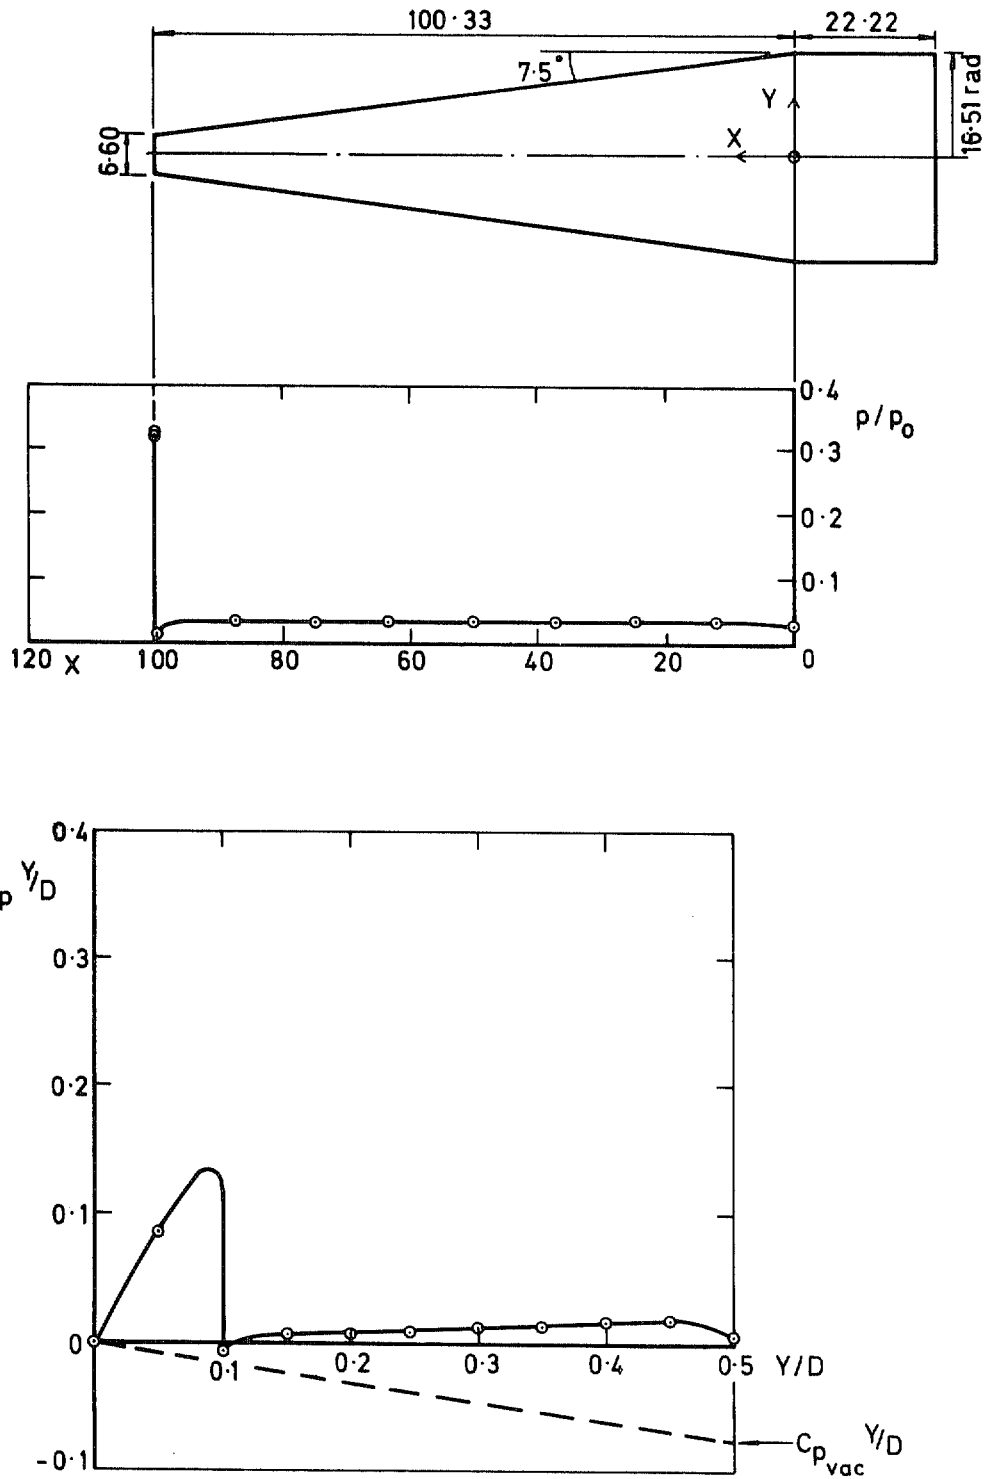 100·33
22·22
7·5°
Y
X
6·60
16·51 rad
0·4
p/p₀
0·3
0·2
0·1
120 X 100 80 60 40 20 0
0·4
p Y/D
0·3
0·2
0·1
0
0·1 0·2 0·3 0·4 0·5 Y/D
-0·1
Cp_vac Y/D